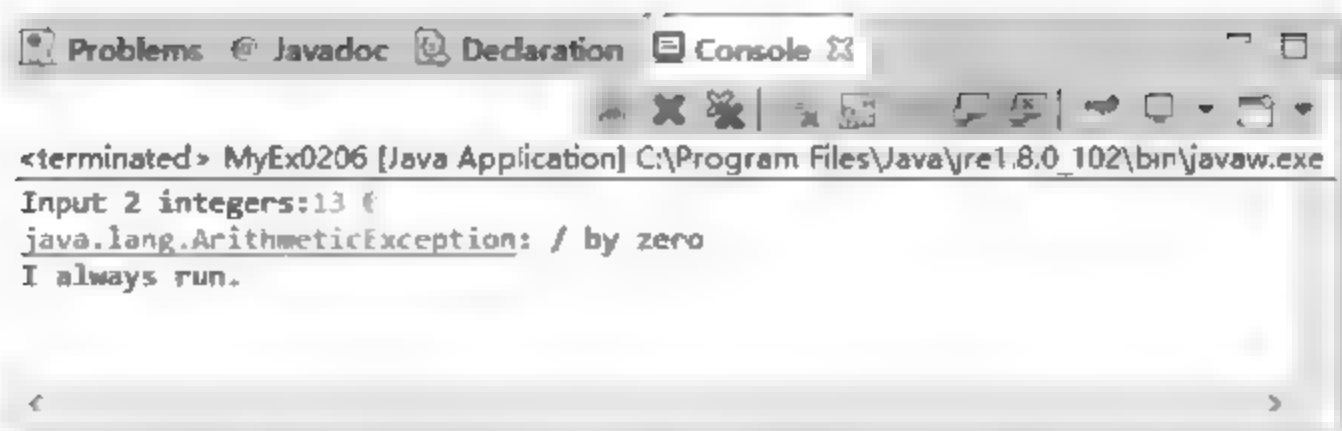 Problems Javadoc Declaration Console
<terminated> MyEx0206 [Java Application] C:\Program Files\Java\jre1.8.0_102\bin\javaw.exe
Input 2 integers:13
java.lang.ArithmeticException: / by zero
I always run.